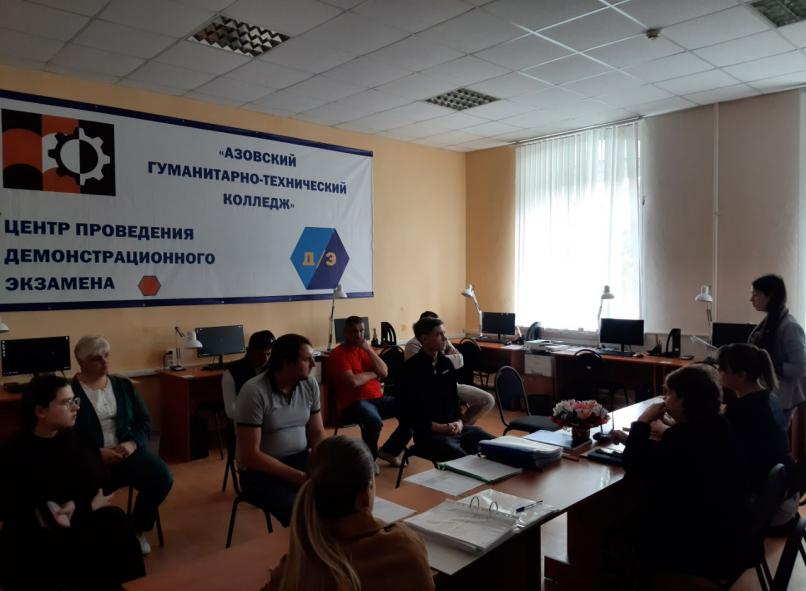 «АЗОВСКИЙ
ГУМАНИТАРНО-ТЕХНИЧЕСКИЙ
КОЛЛЕДЖ»
ЦЕНТР ПРОВЕДЕНИЯ
ДЕМОНСТРАЦИОННОГО
ЭКЗАМЕНА
Д/Э